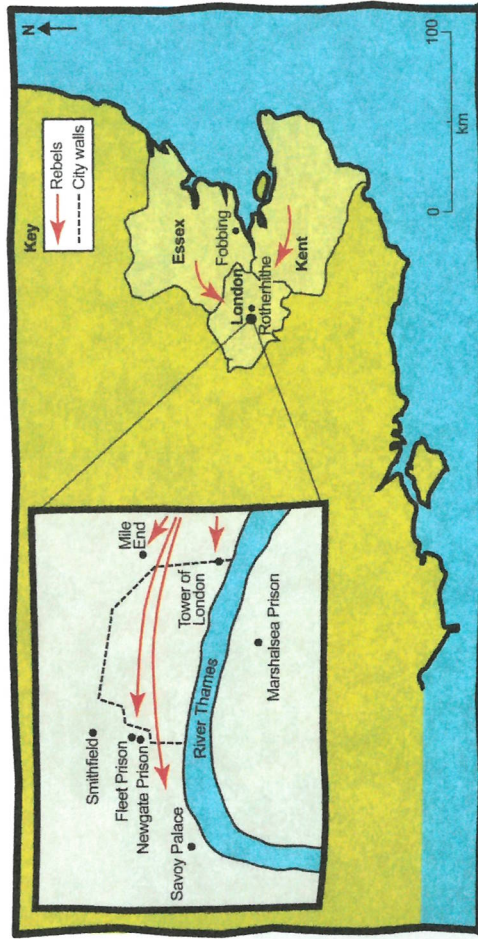 N
Key
Rebels
City walls
Essex
Fobbing
London
Rotherhithe
Kent
0
100
km
Smithfield
Fleet Prison
Newgate Prison
Savoy Palace
Mile
End
Tower of
London
River Thames
Marshalsea Prison